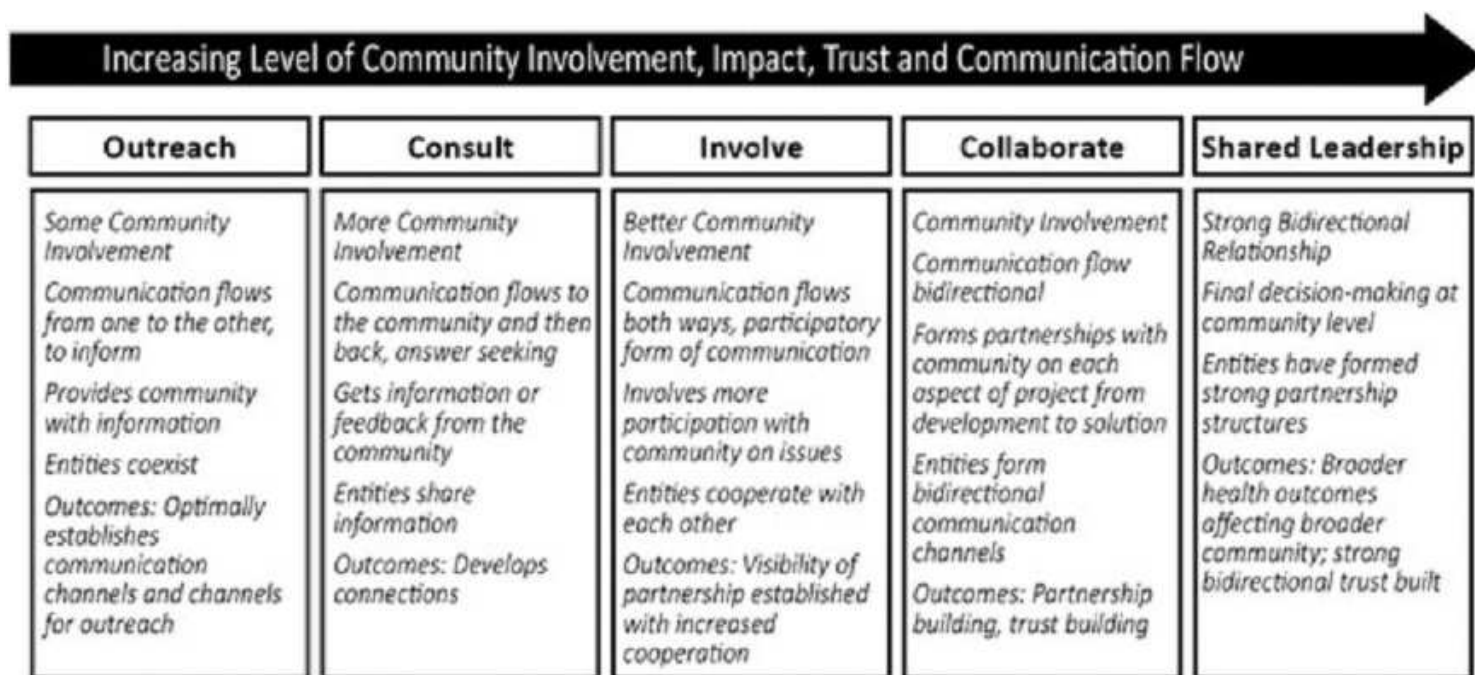 Increasing Level of Community Involvement, Impact, Trust and Communication Flow
Outreach
Some Community
Involvement
Communication flows
from one to the other,
to inform
Provides community
with information
Entities coexist
Outcomes: Optimally
establishes
communication
channels and channels
for outreach
Consult
More Community
Involvement
Communication flows to
the community and then
back, answer seeking
Gets information or
feedback from the
community
Entities share
information
Outcomes: Develops
connections
Involve
Better Community
Involvement
Communication flows
both ways, participatory
form of communication
Involves more
participation with
community on issues
Entities cooperate with
each other
Outcomes: Visibility of
partnership established
with increased
cooperation
Collaborate
Community Involvement
Communication flow
bidirectional
Forms partnerships with
community on each
aspect of project from
development to solution
Entities form
bidirectional
communication
channels
Outcomes: Partnership
building, trust building
Shared Leadership
Strong Bidirectional
Relationship
Final decision-making at
community level
Entities have formed
strong partnership
structures
Outcomes: Broader
health outcomes
affecting broader
community; strong
bidirectional trust built